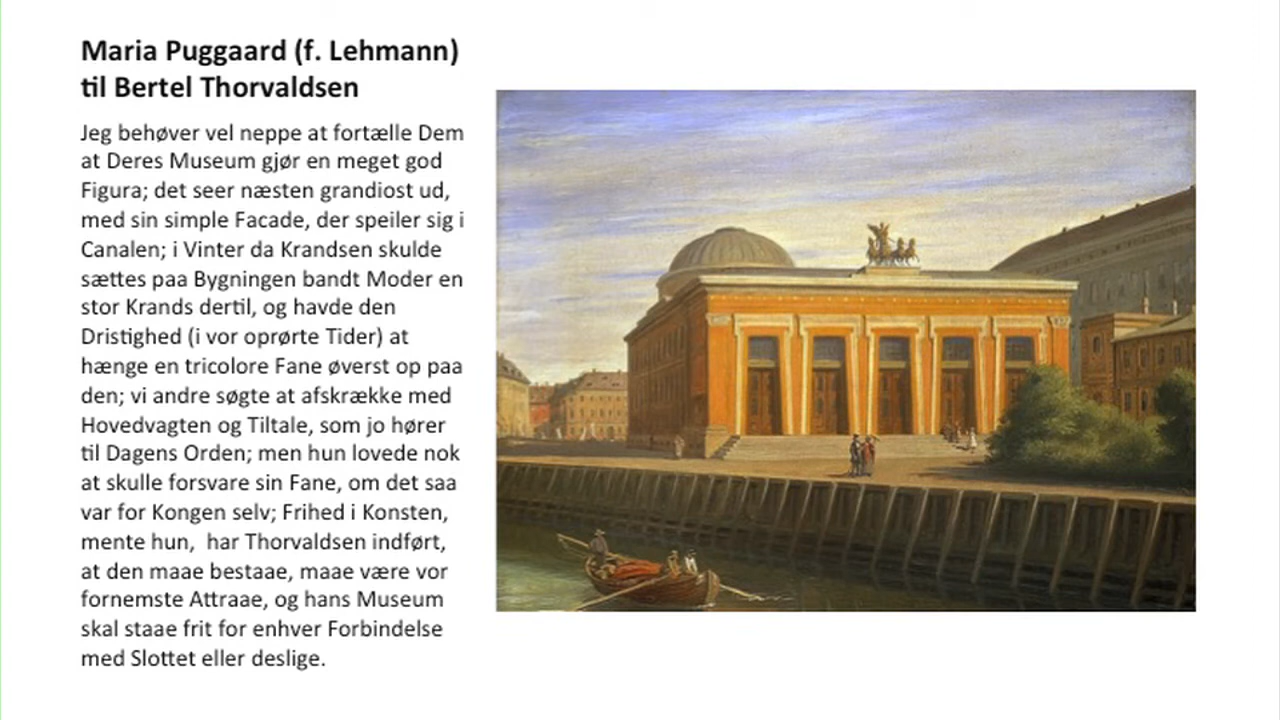 Maria Puggaard (f. Lehmann)
til Bertel Thorvaldsen
Jeg behøver vel neppe at fortælle Dem
at Deres Museum gjør en meget god
Figura; det seer næsten grandiost ud,
med sin simple Facade, der speiler sig i
Canalen; i Vinter da Krandsen skulde
sættes paa Bygningen bandt Moder en
stor Krands dertil, og havde den
Dristighed (i vor oprørte Tider) at
hænge en tricolore Fane øverst op paa
den; vi andre søgte at afskrække med
Hovedvagten og Tiltale, som jo hører
til Dagens Orden; men hun lovede nok
at skulle forsvare sin Fane, om det saa
var for Kongen selv; Frihed i Konsten,
mente hun,  har Thorvaldsen indført,
at den maae bestaae, maae være vor
fornemste Attraae, og hans Museum
skal staae frit for enhver Forbindelse
med Slottet eller deslige.